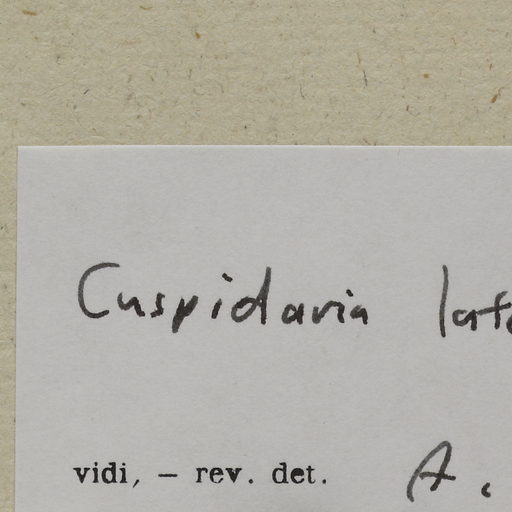 Cuspidaria
vidi, – rev. det. A.